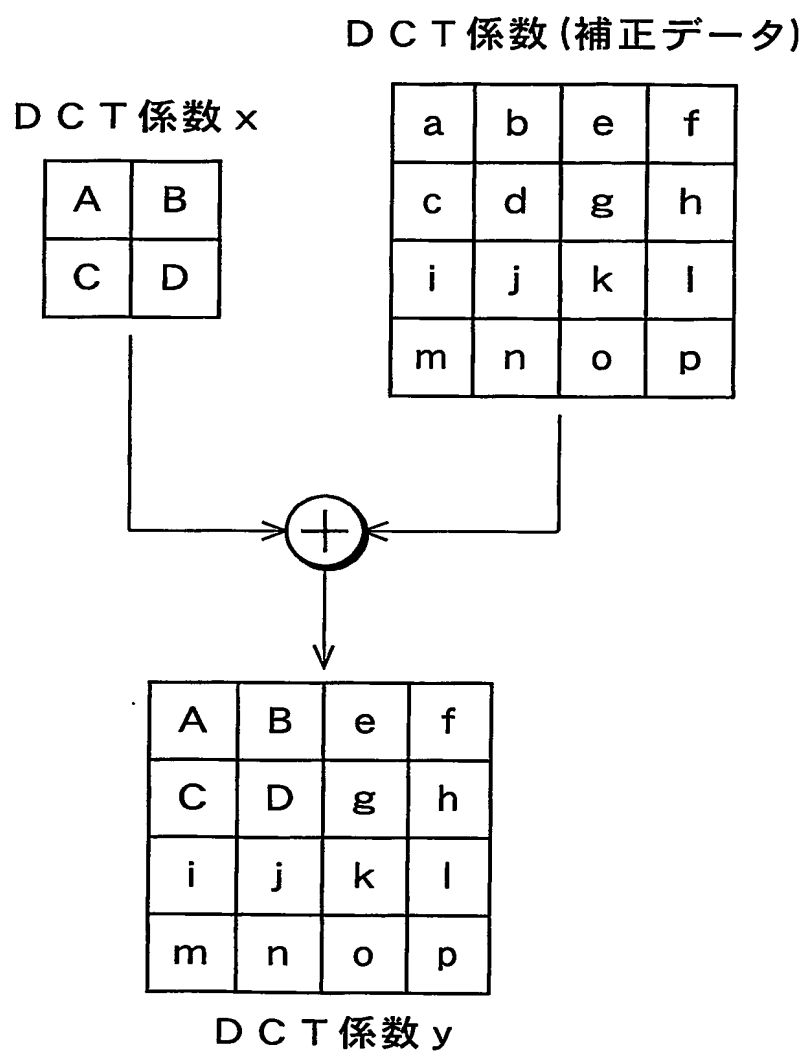 DCT係数(補正データ)
DCT係数x
a b e f
c d g h
i j k l
m n o p
A B
C D
+
A B e f
C D g h
i j k l
m n o p
DCT係数y